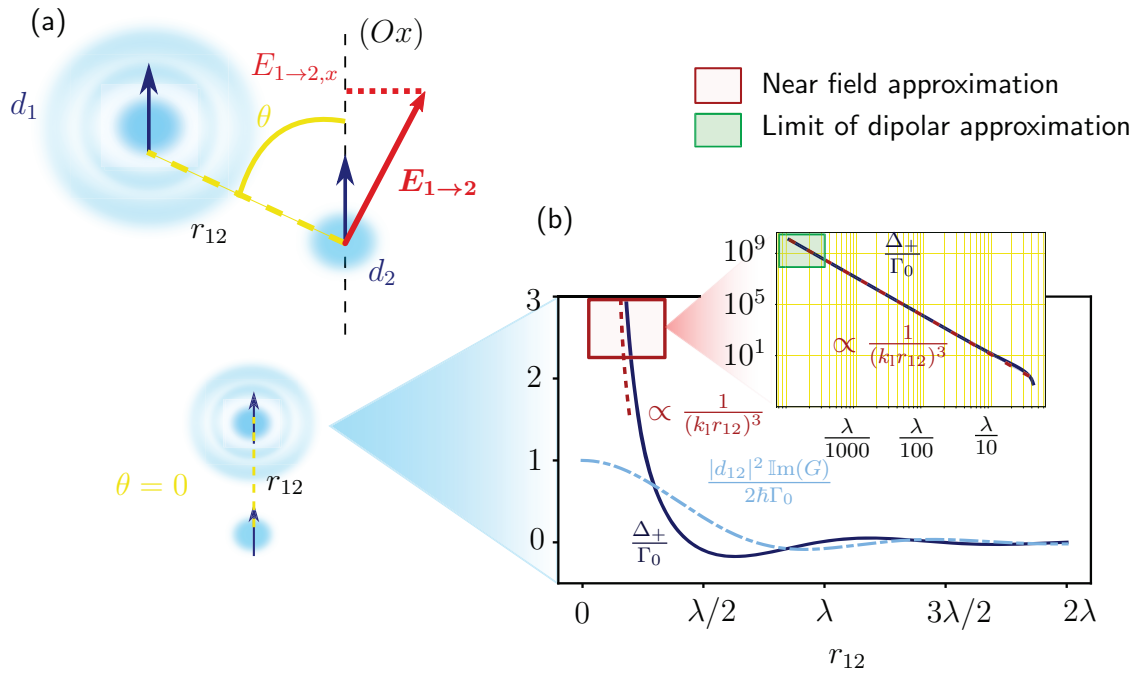 (a)
(Ox)
E₁→₂,ₓ
d₁
θ
E₁→₂
r₁₂
d₂
Near field approximation
Limit of dipolar approximation
θ = 0
r₁₂
(b)
3
2
1
0
∝ 1/(kₗr₁₂)³
|d₁₂|² 𝕀m(G)/2ħΓ₀
Δ₊/Γ₀
0 λ/2 λ 3λ/2 2λ
r₁₂
10⁹
10⁵
10¹
Δ₊/Γ₀
∝ 1/(kₗr₁₂)³
λ/1000 λ/100 λ/10